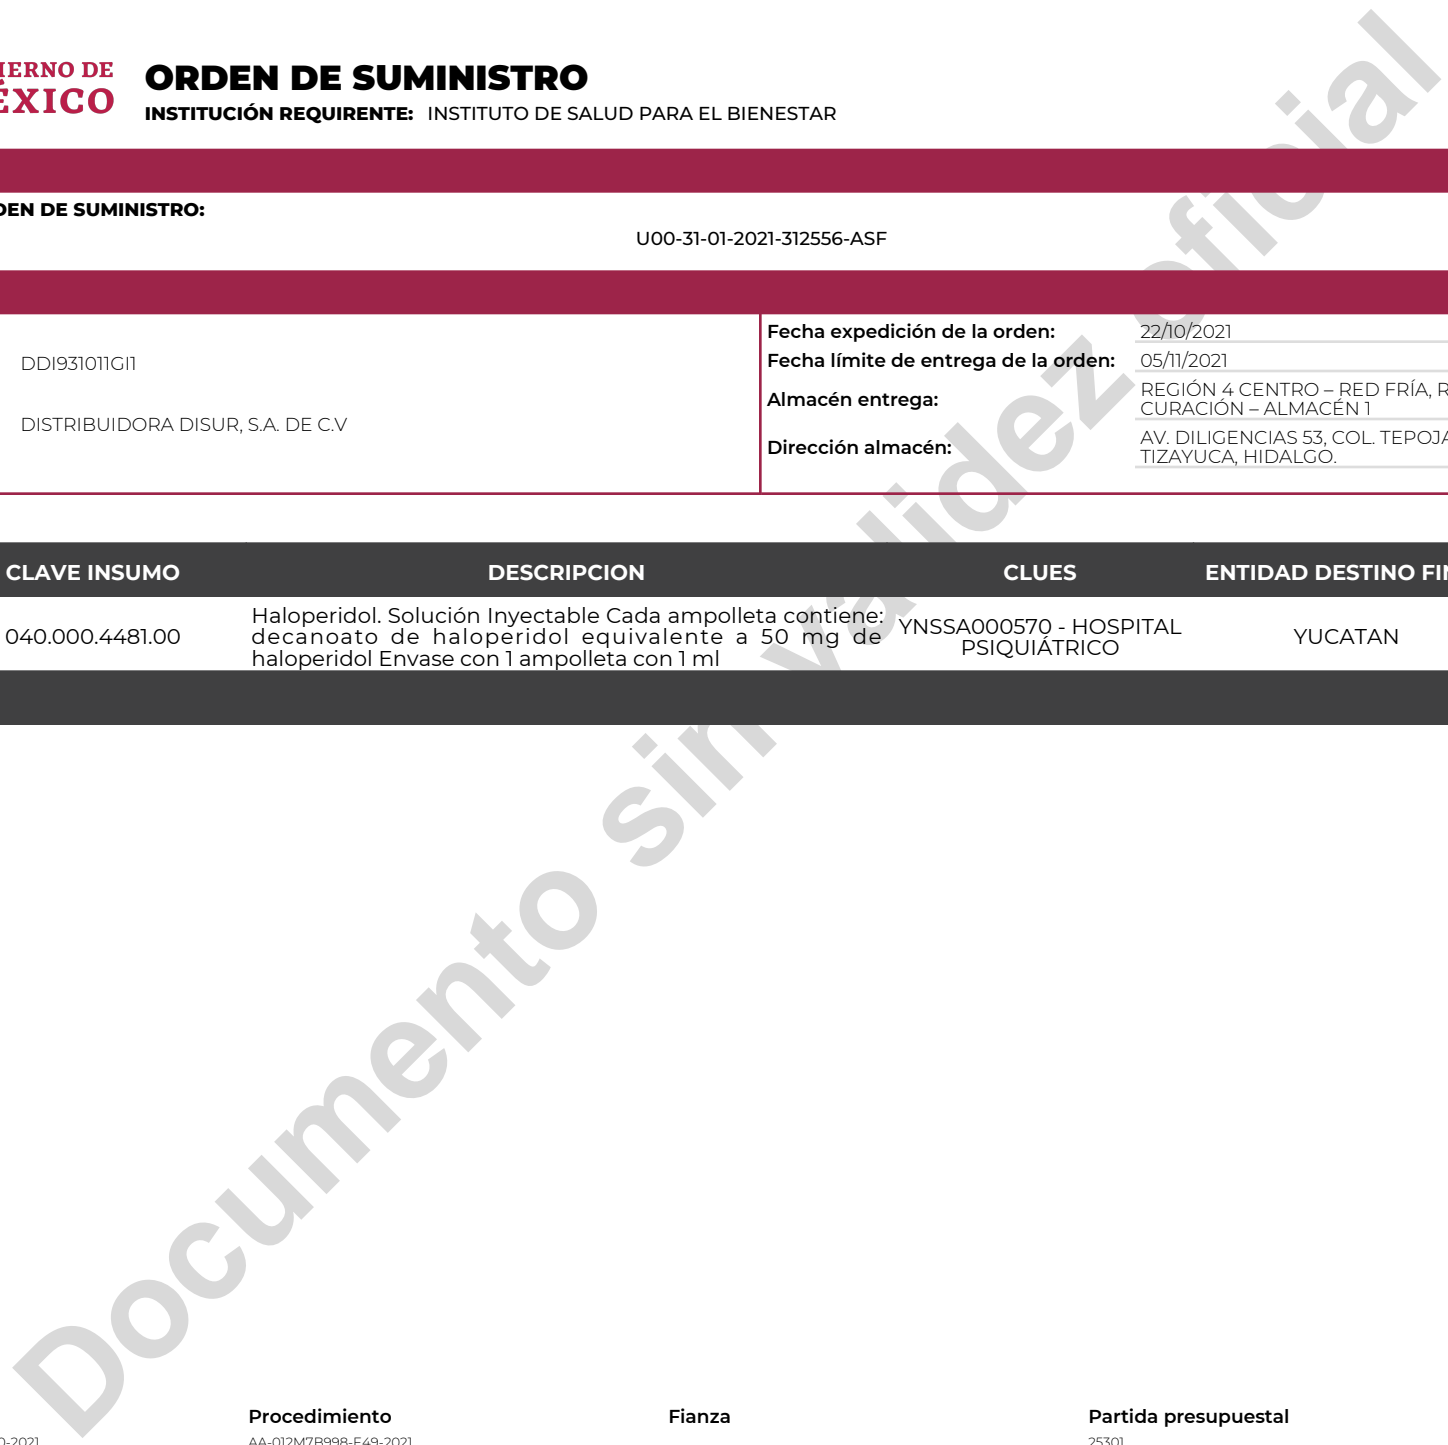 ORDEN DE SUMINISTRO
INSTITUCIÓN REQUIRENTE: INSTITUTO DE SALUD PARA EL BIENESTAR
DE
DE SUMINISTRO:
U00-31-01-2021-312556-ASF
DDI931011GI1
DISTRIBUIDORA DISUR, S.A. DE C.V
Fecha expedición de la orden: 22/10/2021
Fecha límite de entrega de la orden: 05/11/2021
Almacén entrega: REGIÓN 4 CENTRO – RED FRÍA,
CURACIÓN – ALMACÉN 1
Dirección almacén: AV. DILIGENCIAS 53, COL.
TIZAYUCA, HIDALGO.
CLAVE INSUMO DESCRIPCION CLUES ENTIDAD DESTINO
040.000.4481.00
Haloperidol. Solución Inyectable Cada ampolleta contiene:
decanoato de haloperidol equivalente a 50 mg de
haloperidol Envase con 1 ampolleta con 1 ml
YNSSA000570 - HOSPITAL
PSIQUIÁTRICO
YUCATAN
Documento sin validez oficial
Procedimiento Fianza Partida presupuestal
AA-012M7B998-E49-2021
25301